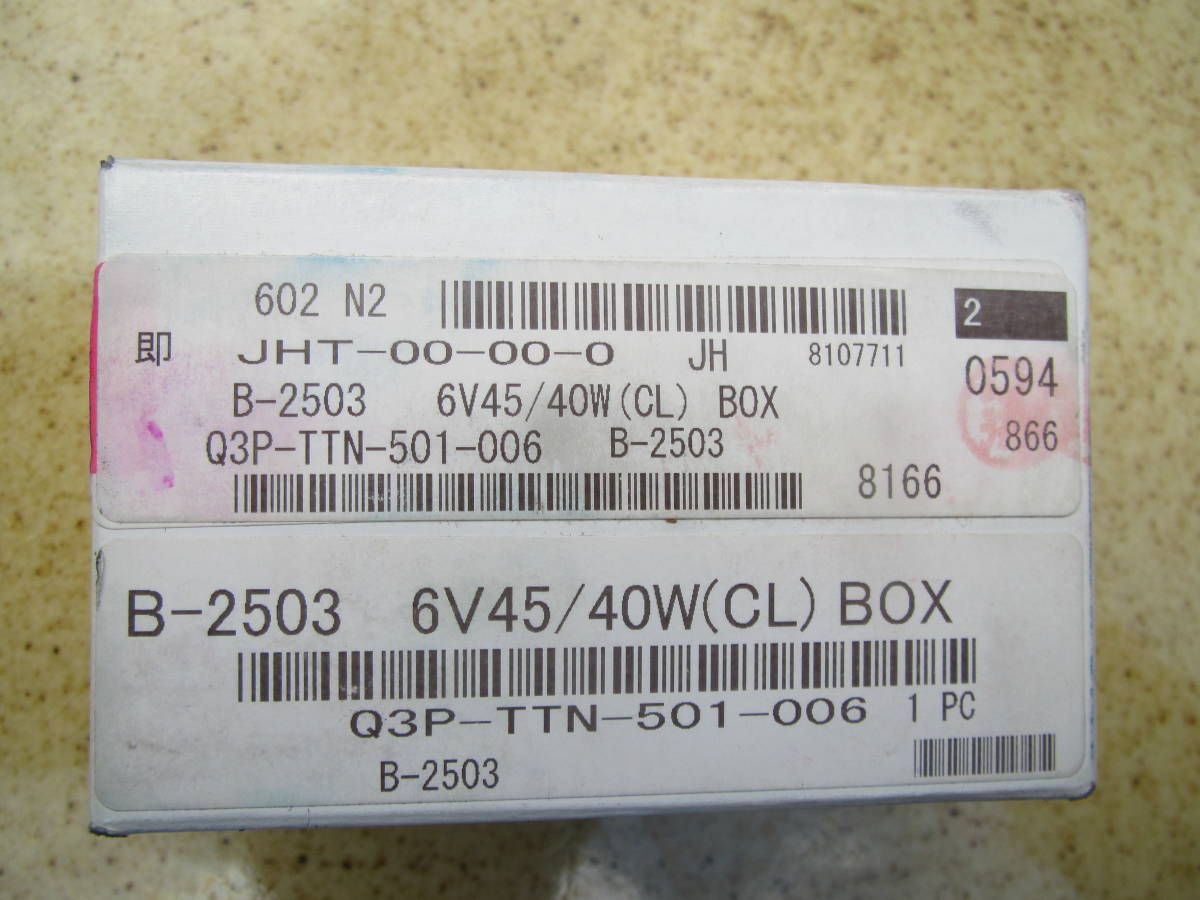 602 N2
2
即 JHT-00-00-0 JH 8107711
0594
B-2503 6V45/40W(CL) BOX
866
Q3P-TTN-501-006 B-2503
8166
B-2503 6V45/40W(CL) BOX
Q3P-TTN-501-006 1 PC
B-2503